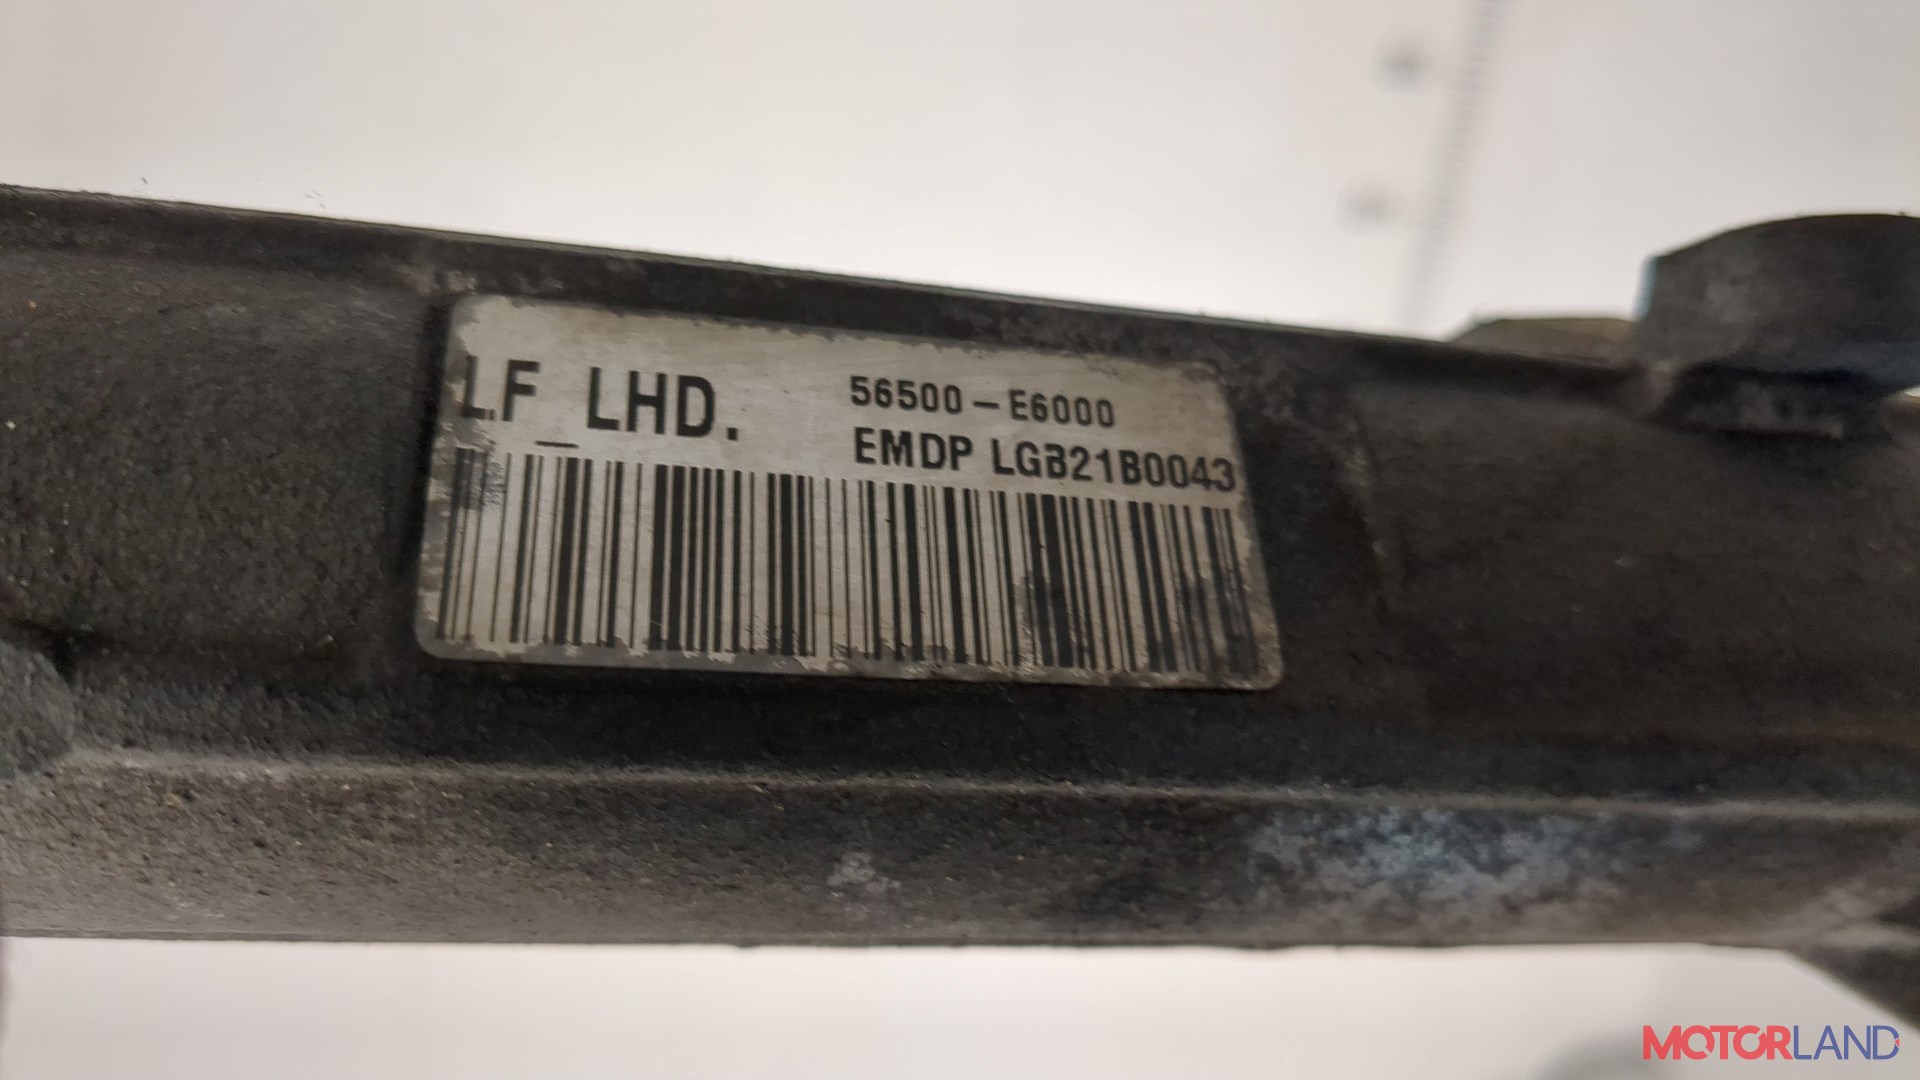 LF_LHD.
56500-E6000
EMDP LGB21B0043
MOTORLAND